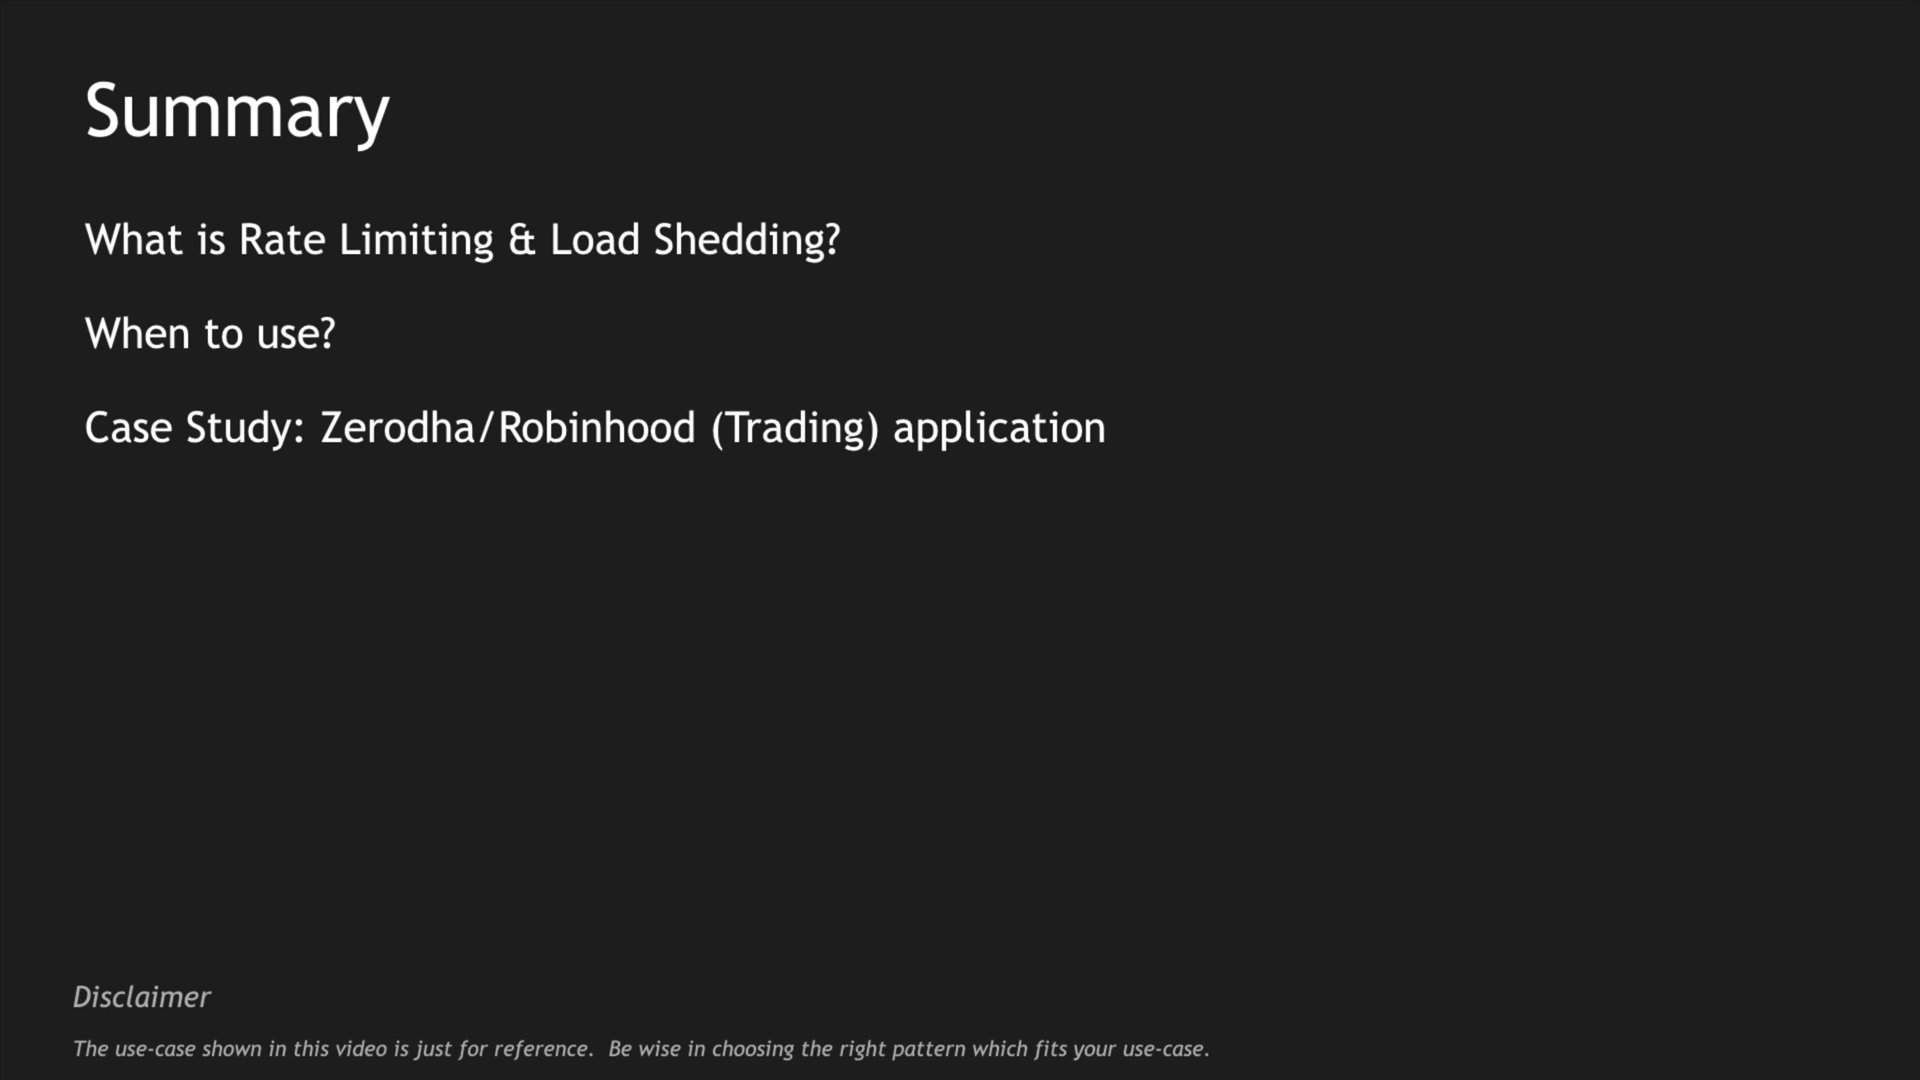 Summary
What is Rate Limiting & Load Shedding?
When to use?
Case Study: Zerodha/Robinhood (Trading) application
Disclaimer
The use-case shown in this video is just for reference.  Be wise in choosing the right pattern which fits your use-case.